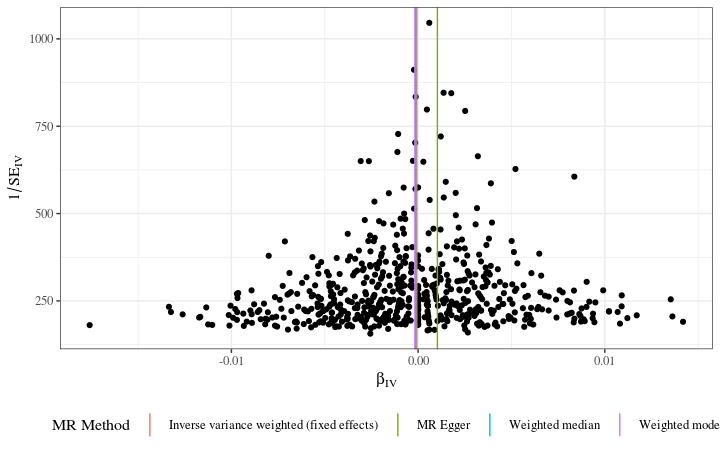 1000
750
500
250
1/SE_IV
-0.01
0.00
0.01
β_IV
MR Method
Inverse variance weighted (fixed effects)
MR Egger
Weighted median
Weighted mode